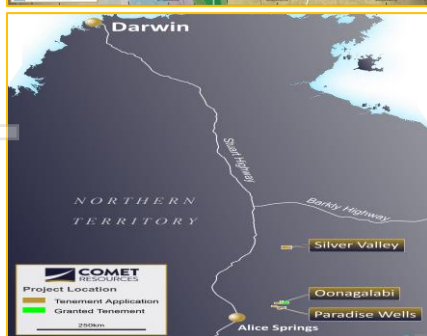 Darwin
Stuart Highway
NORTHERN
TERRITORY
Barkly Highway
Silver Valley
COMET
RESOURCES
Project Location
Tenement Application
Granted Tenement
250km
Oonagalabi
Paradise Wells
Alice Springs